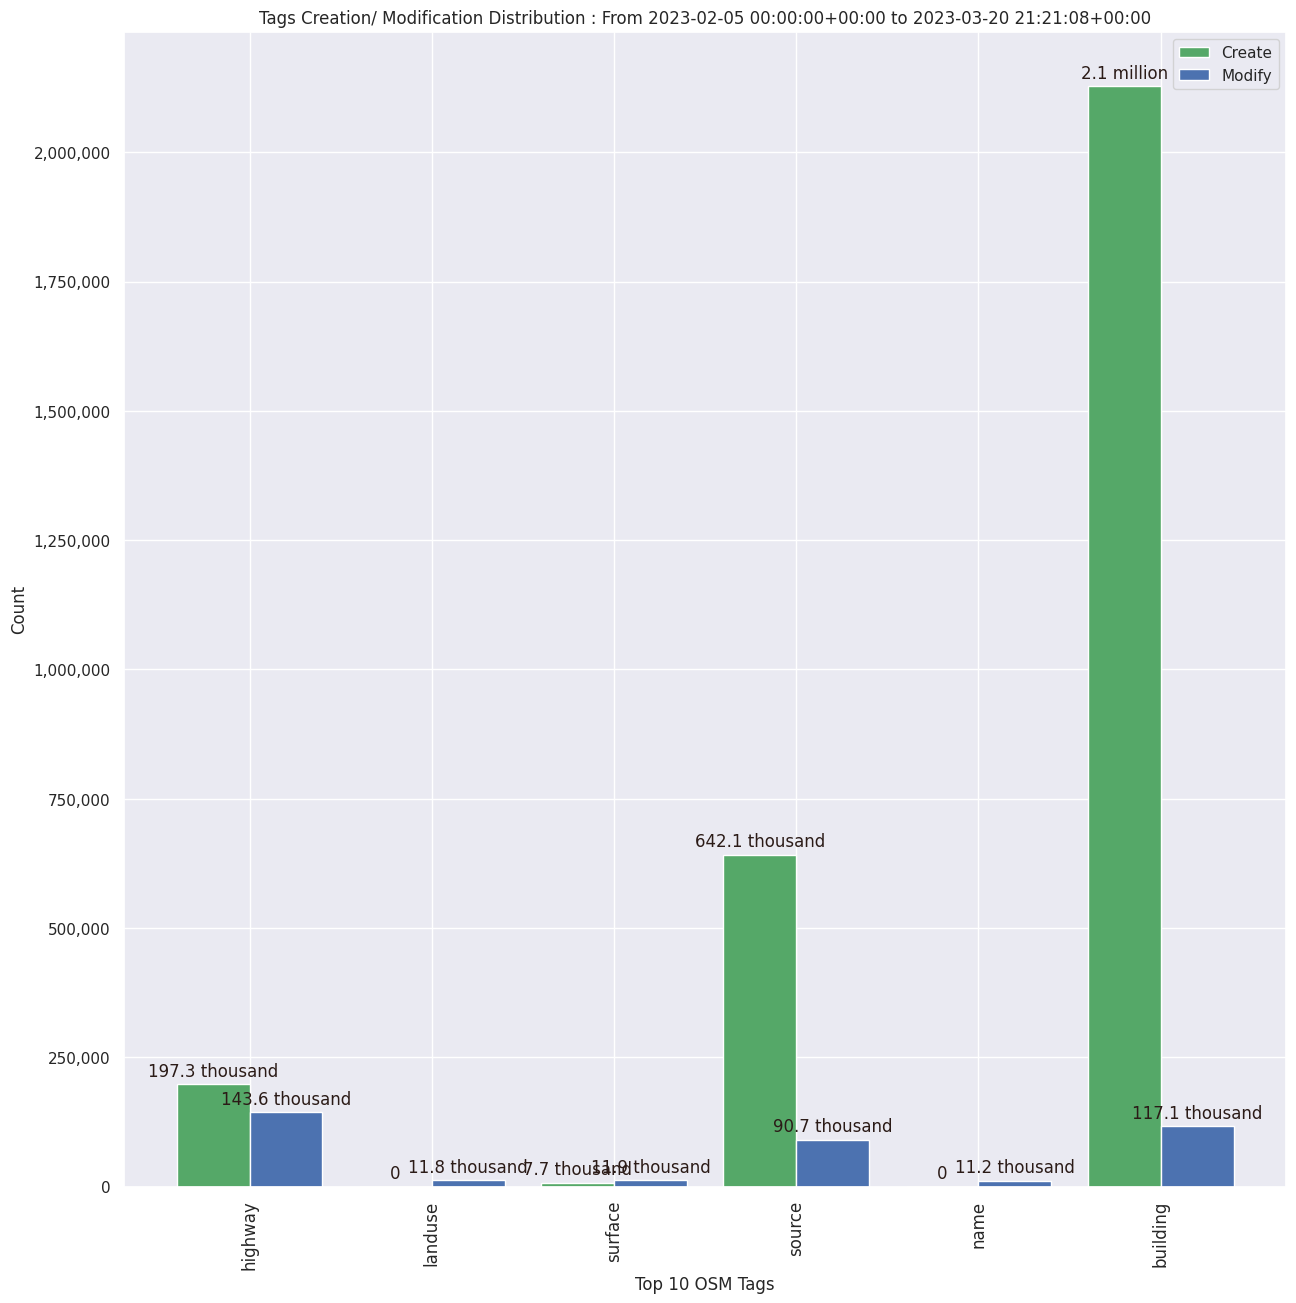 Tags Creation/ Modification Distribution : From 2023-02-05 00:00:00+00:00 to 2023-03-20 21:21:08+00:00
Create
Modify
2.1 million
2,000,000
1,750,000
1,500,000
1,250,000
1,000,000
750,000
500,000
250,000
0
Count
642.1 thousand
197.3 thousand
143.6 thousand
90.7 thousand
117.1 thousand
0
11.8 thousand
7.7 thousand
11.9 thousand
0
11.2 thousand
highway
landuse
surface
source
name
building
Top 10 OSM Tags